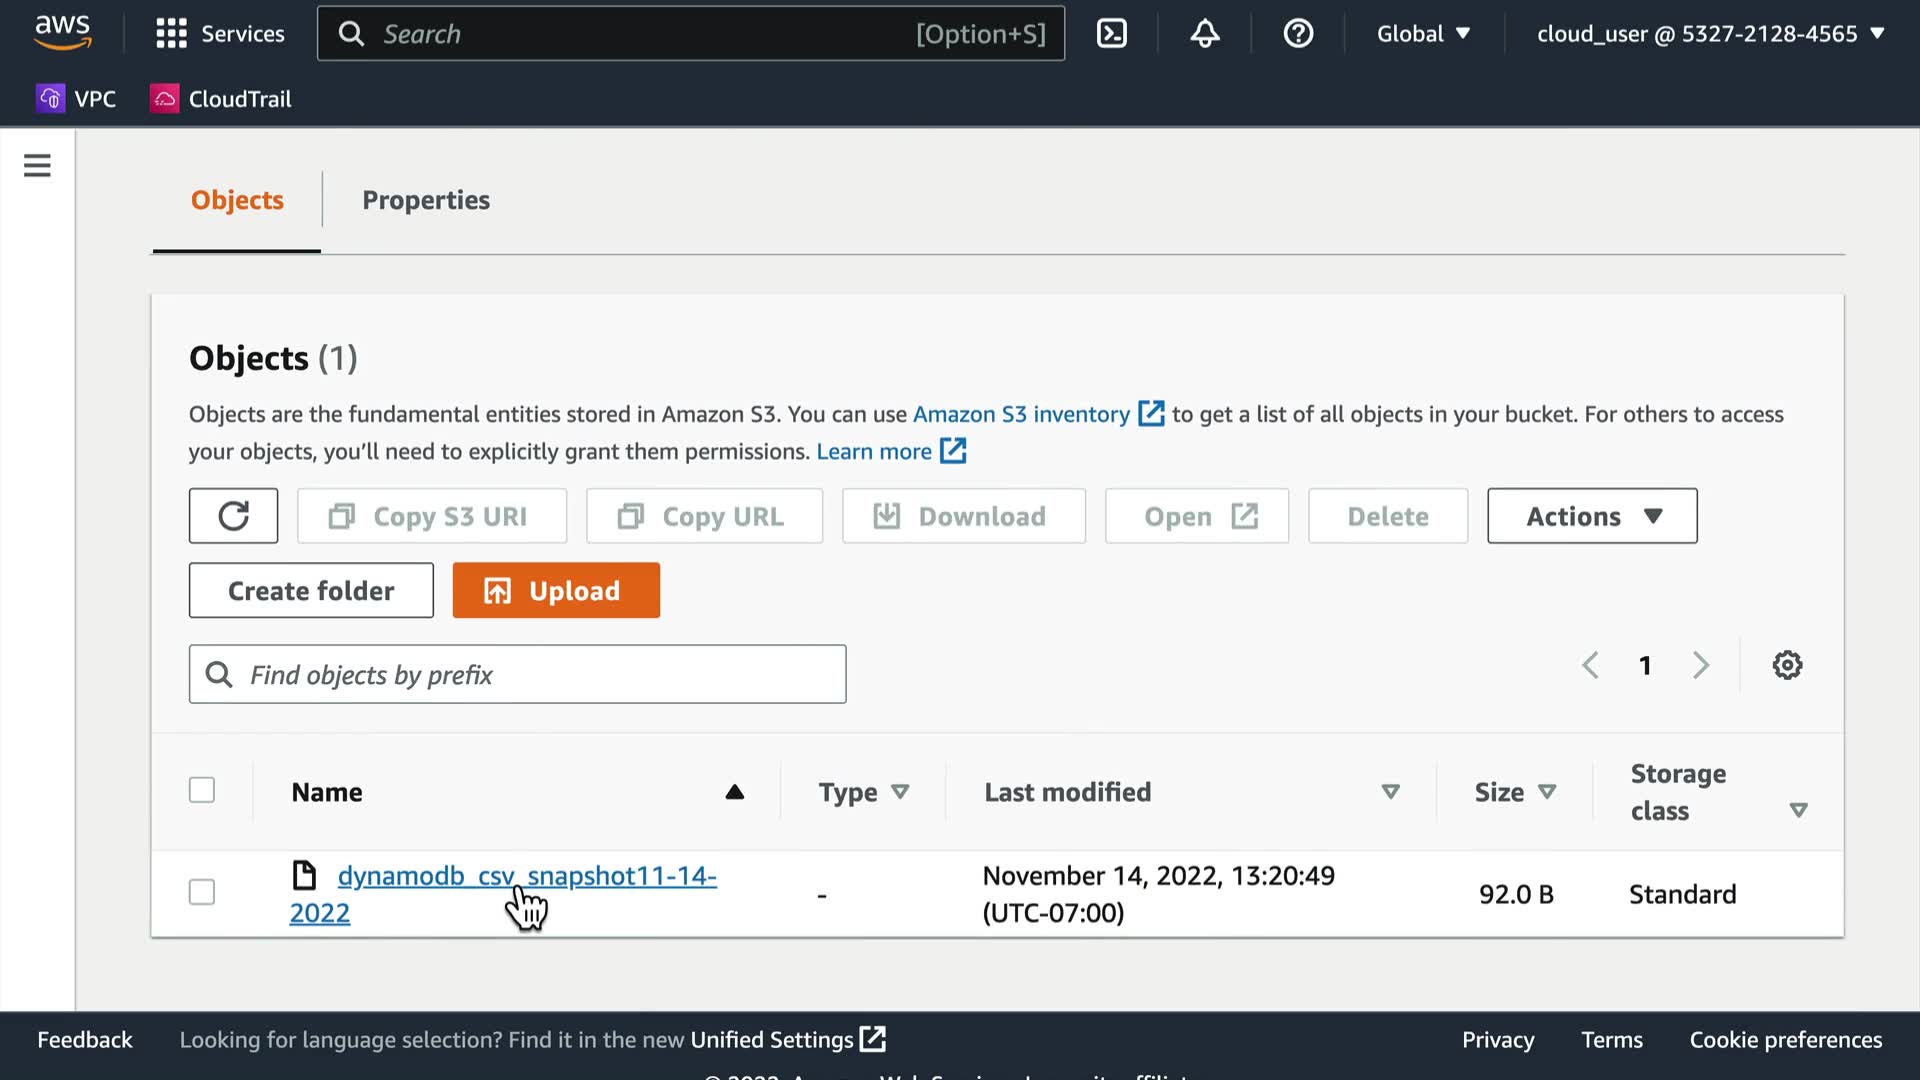 aws
Services
Search
[Option+S]
Global
cloud_user @ 5327-2128-4565
VPC
CloudTrail
Objects
Properties
Objects (1)
Objects are the fundamental entities stored in Amazon S3. You can use Amazon S3 inventory to get a list of all objects in your bucket. For others to access
your objects, you’ll need to explicitly grant them permissions. Learn more
Copy S3 URI
Copy URL
Download
Open
Delete
Actions
Create folder
Upload
Find objects by prefix
1
Name
Type
Last modified
Size
Storage
class
dynamodb_csv_snapshot11-14-
2022
-
November 14, 2022, 13:20:49
(UTC-07:00)
92.0 B
Standard
Feedback
Looking for language selection? Find it in the new Unified Settings
Privacy
Terms
Cookie preferences